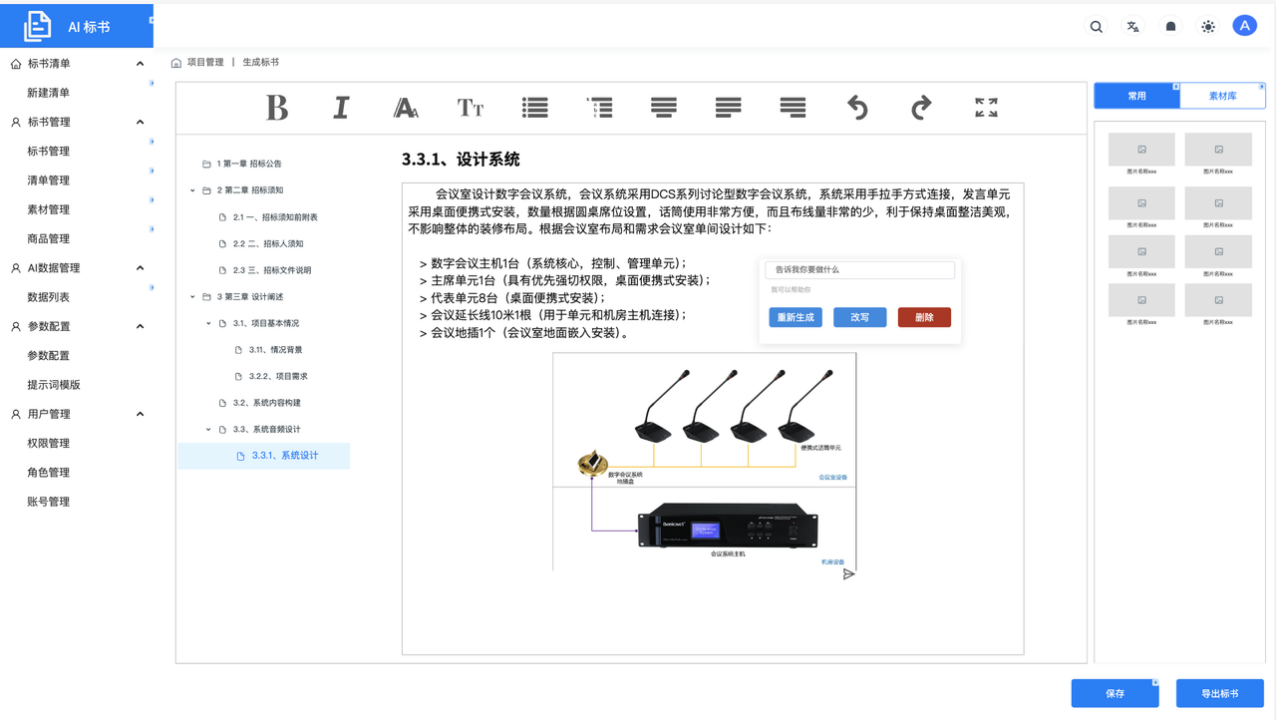 AI 标书
A
标书清单
新建清单
标书管理
标书管理
清单管理
素材管理
商品管理
AI数据管理
数据列表
参数配置
参数配置
提示词模版
用户管理
权限管理
角色管理
账号管理
项目管理 | 生成标书
B I A A T T
1 第一章 招标公告
2 第二章 招标须知
2.1 一、招标须知前附表
2.2 二、招标人须知
2.3 三、招标文件说明
3 第三章 设计阐述
3.1、项目基本情况
3.11、情况背景
3.2.2、项目需求
3.2、系统内容构建
3.3、系统音频设计
3.3.1、系统设计
3.3.1、设计系统
会议室设计数字会议系统，会议系统采用DCS系列讨论型数字会议系统，系统采用手拉手方式连接，发言单元
采用桌面便携式安装，数量根据圆桌席位设置，话筒使用非常方便，而且布线量非常的少，利于保持桌面整洁美观，
不影响整体的装修布局。根据会议室布局和需求会议室单间设计如下：
> 数字会议主机1台（系统核心，控制、管理单元）；
> 主席单元1台（具有优先强切权限，桌面便携式安装）；
> 代表单元8台（桌面便携式安装）；
> 会议延长线10米1根（用于单元和机房主机连接）；
> 会议地插1个（会议室地面嵌入安装）。
告诉我你要做什么
我可以帮助你
重新生成 改写 删除
便携式话筒单元
数字会议系统
地插盒
会议室设备
会议系统主机
机房设备
常用 素材库
图片名称xxx 图片名称xxx
图片名称xxx 图片名称xxx
图片名称xxx 图片名称xxx
图片名称xxx 图片名称xxx
保存 导出标书